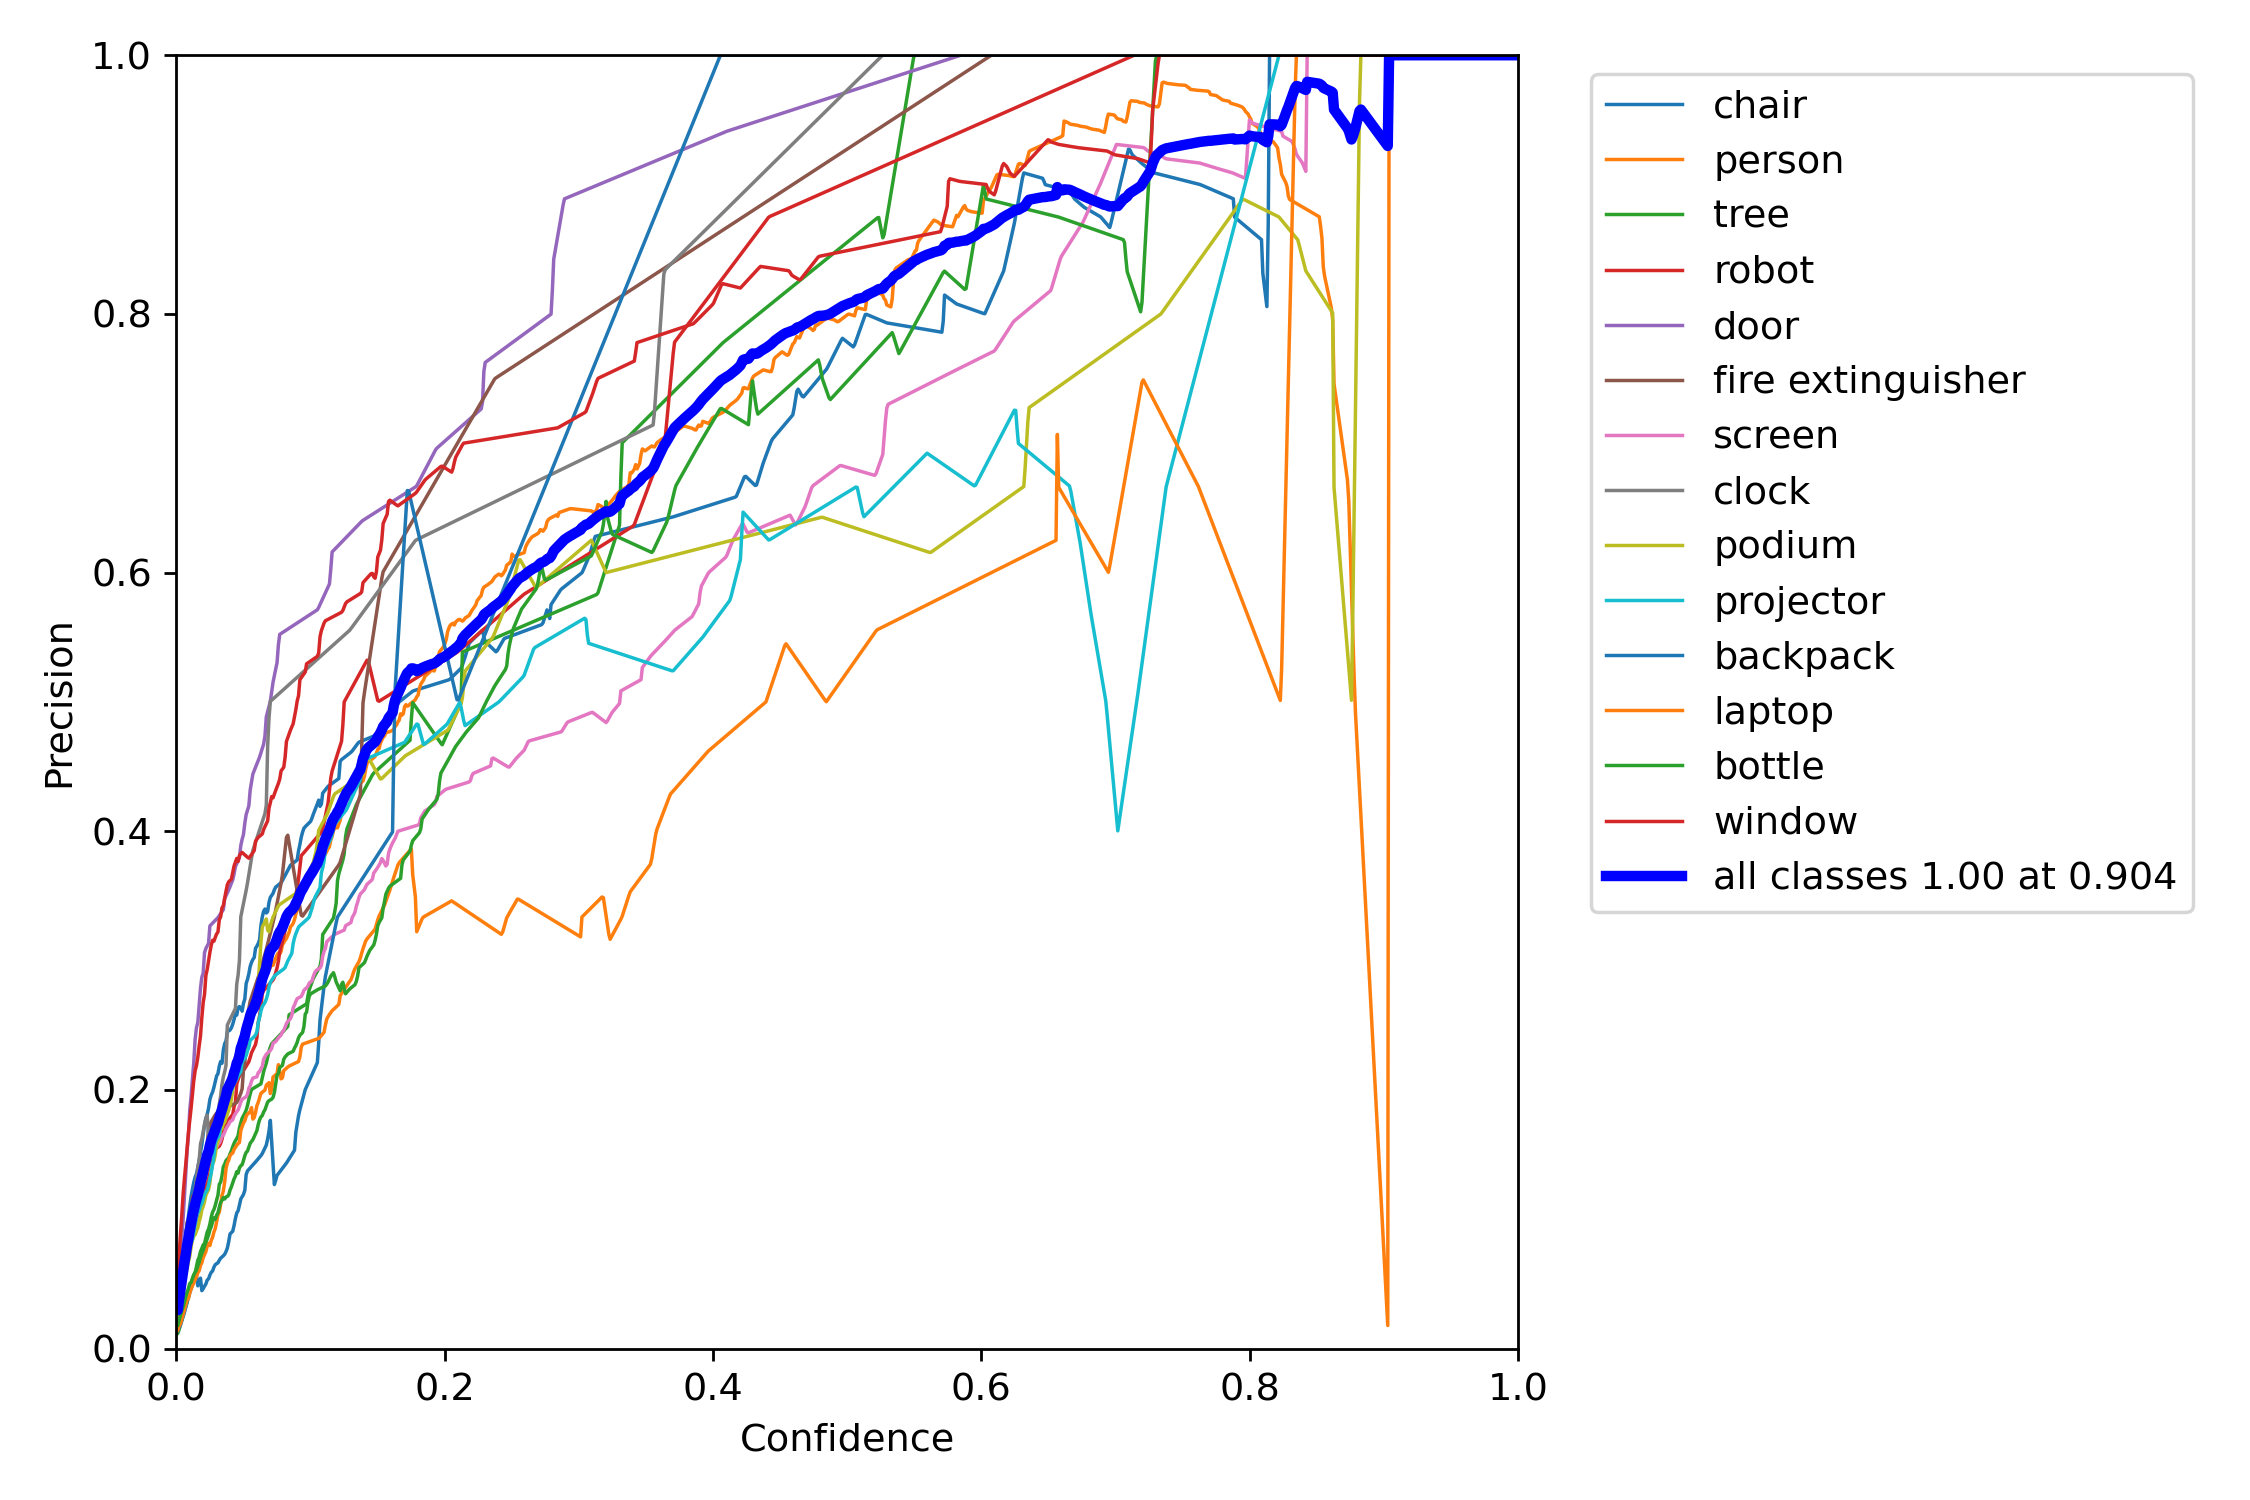 1.0
0.8
0.6
0.4
0.2
0.0
Precision
0.0 0.2 0.4 0.6 0.8 1.0
Confidence
chair
person
tree
robot
door
fire extinguisher
screen
clock
podium
projector
backpack
laptop
bottle
window
all classes 1.00 at 0.904